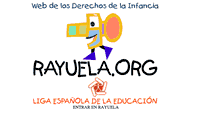 Web de los Derechos de la Infancia
RAYUELA.ORG
LIGA ESPAÑOLA DE LA EDUCACIÓN
ENTRAR EN RAYUELA